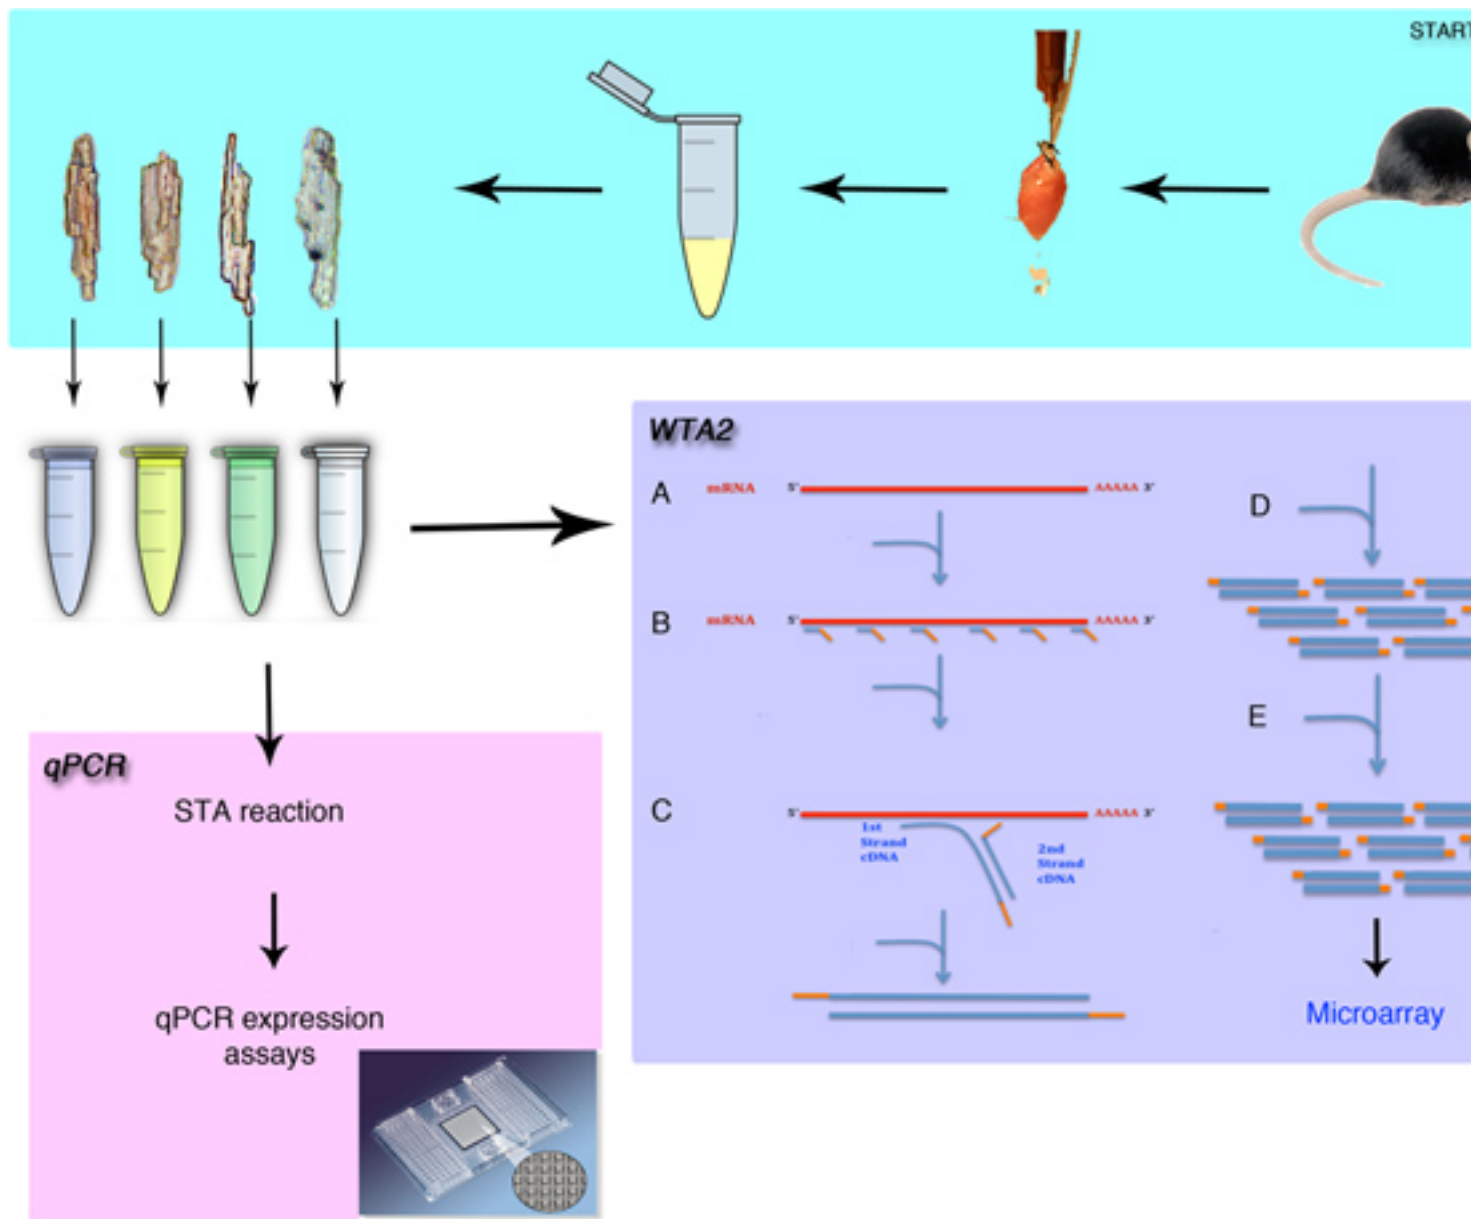 START
WTA2
A mRNA 5' AAAAA 3'
B mRNA 5' AAAAA 3'
C 5' AAAAA 3'
1st
Strand
cDNA
2nd
Strand
cDNA
D
E
Microarray
qPCR
STA reaction
qPCR expression
assays